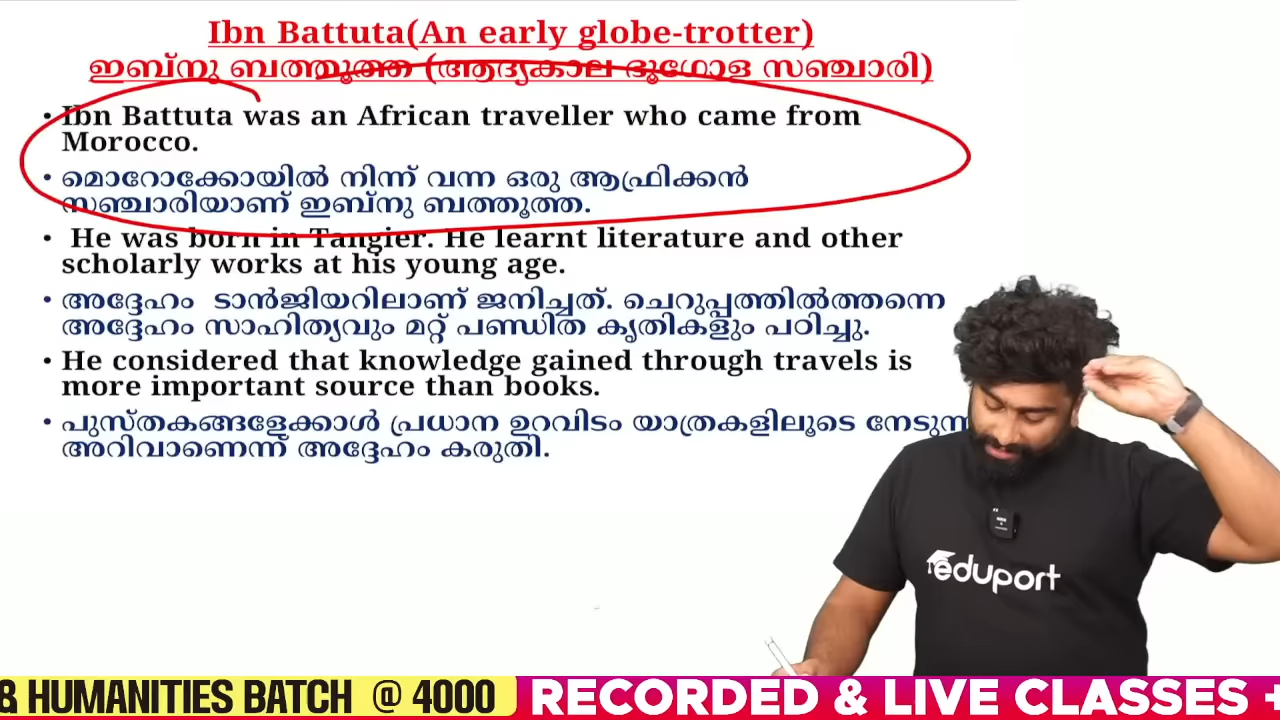 Ibn Battuta(An early globe-trotter)
ഇബ്നു ബത്തൂത്ത (ആദ്യകാല ഭൂഗോള സഞ്ചാരി)
• Ibn Battuta was an African traveller who came from
Morocco.
• മൊറോക്കോയിൽ നിന്ന് വന്ന ഒരു ആഫ്രിക്കൻ
സഞ്ചാരിയാണ് ഇബ്നു ബത്തൂത്ത.
• He was born in Tangier. He learnt literature and other
scholarly works at his young age.
• അദ്ദേഹം ടാൻജിയറിലാണ് ജനിച്ചത്. ചെറുപ്പത്തിൽത്തന്നെ
അദ്ദേഹം സാഹിത്യവും മറ്റ് പണ്ഡിത കൃതികളും പഠിച്ചു.
• He considered that knowledge gained through travels is
more important source than books.
• പുസ്തകങ്ങളേക്കാൾ പ്രധാന ഉറവിടം യാത്രകളിലൂടെ
അറിവാണെന്ന് അദ്ദേഹം കരുതി.
eduport
& HUMANITIES BATCH @ 4000 RECORDED & LIVE CLASSES +